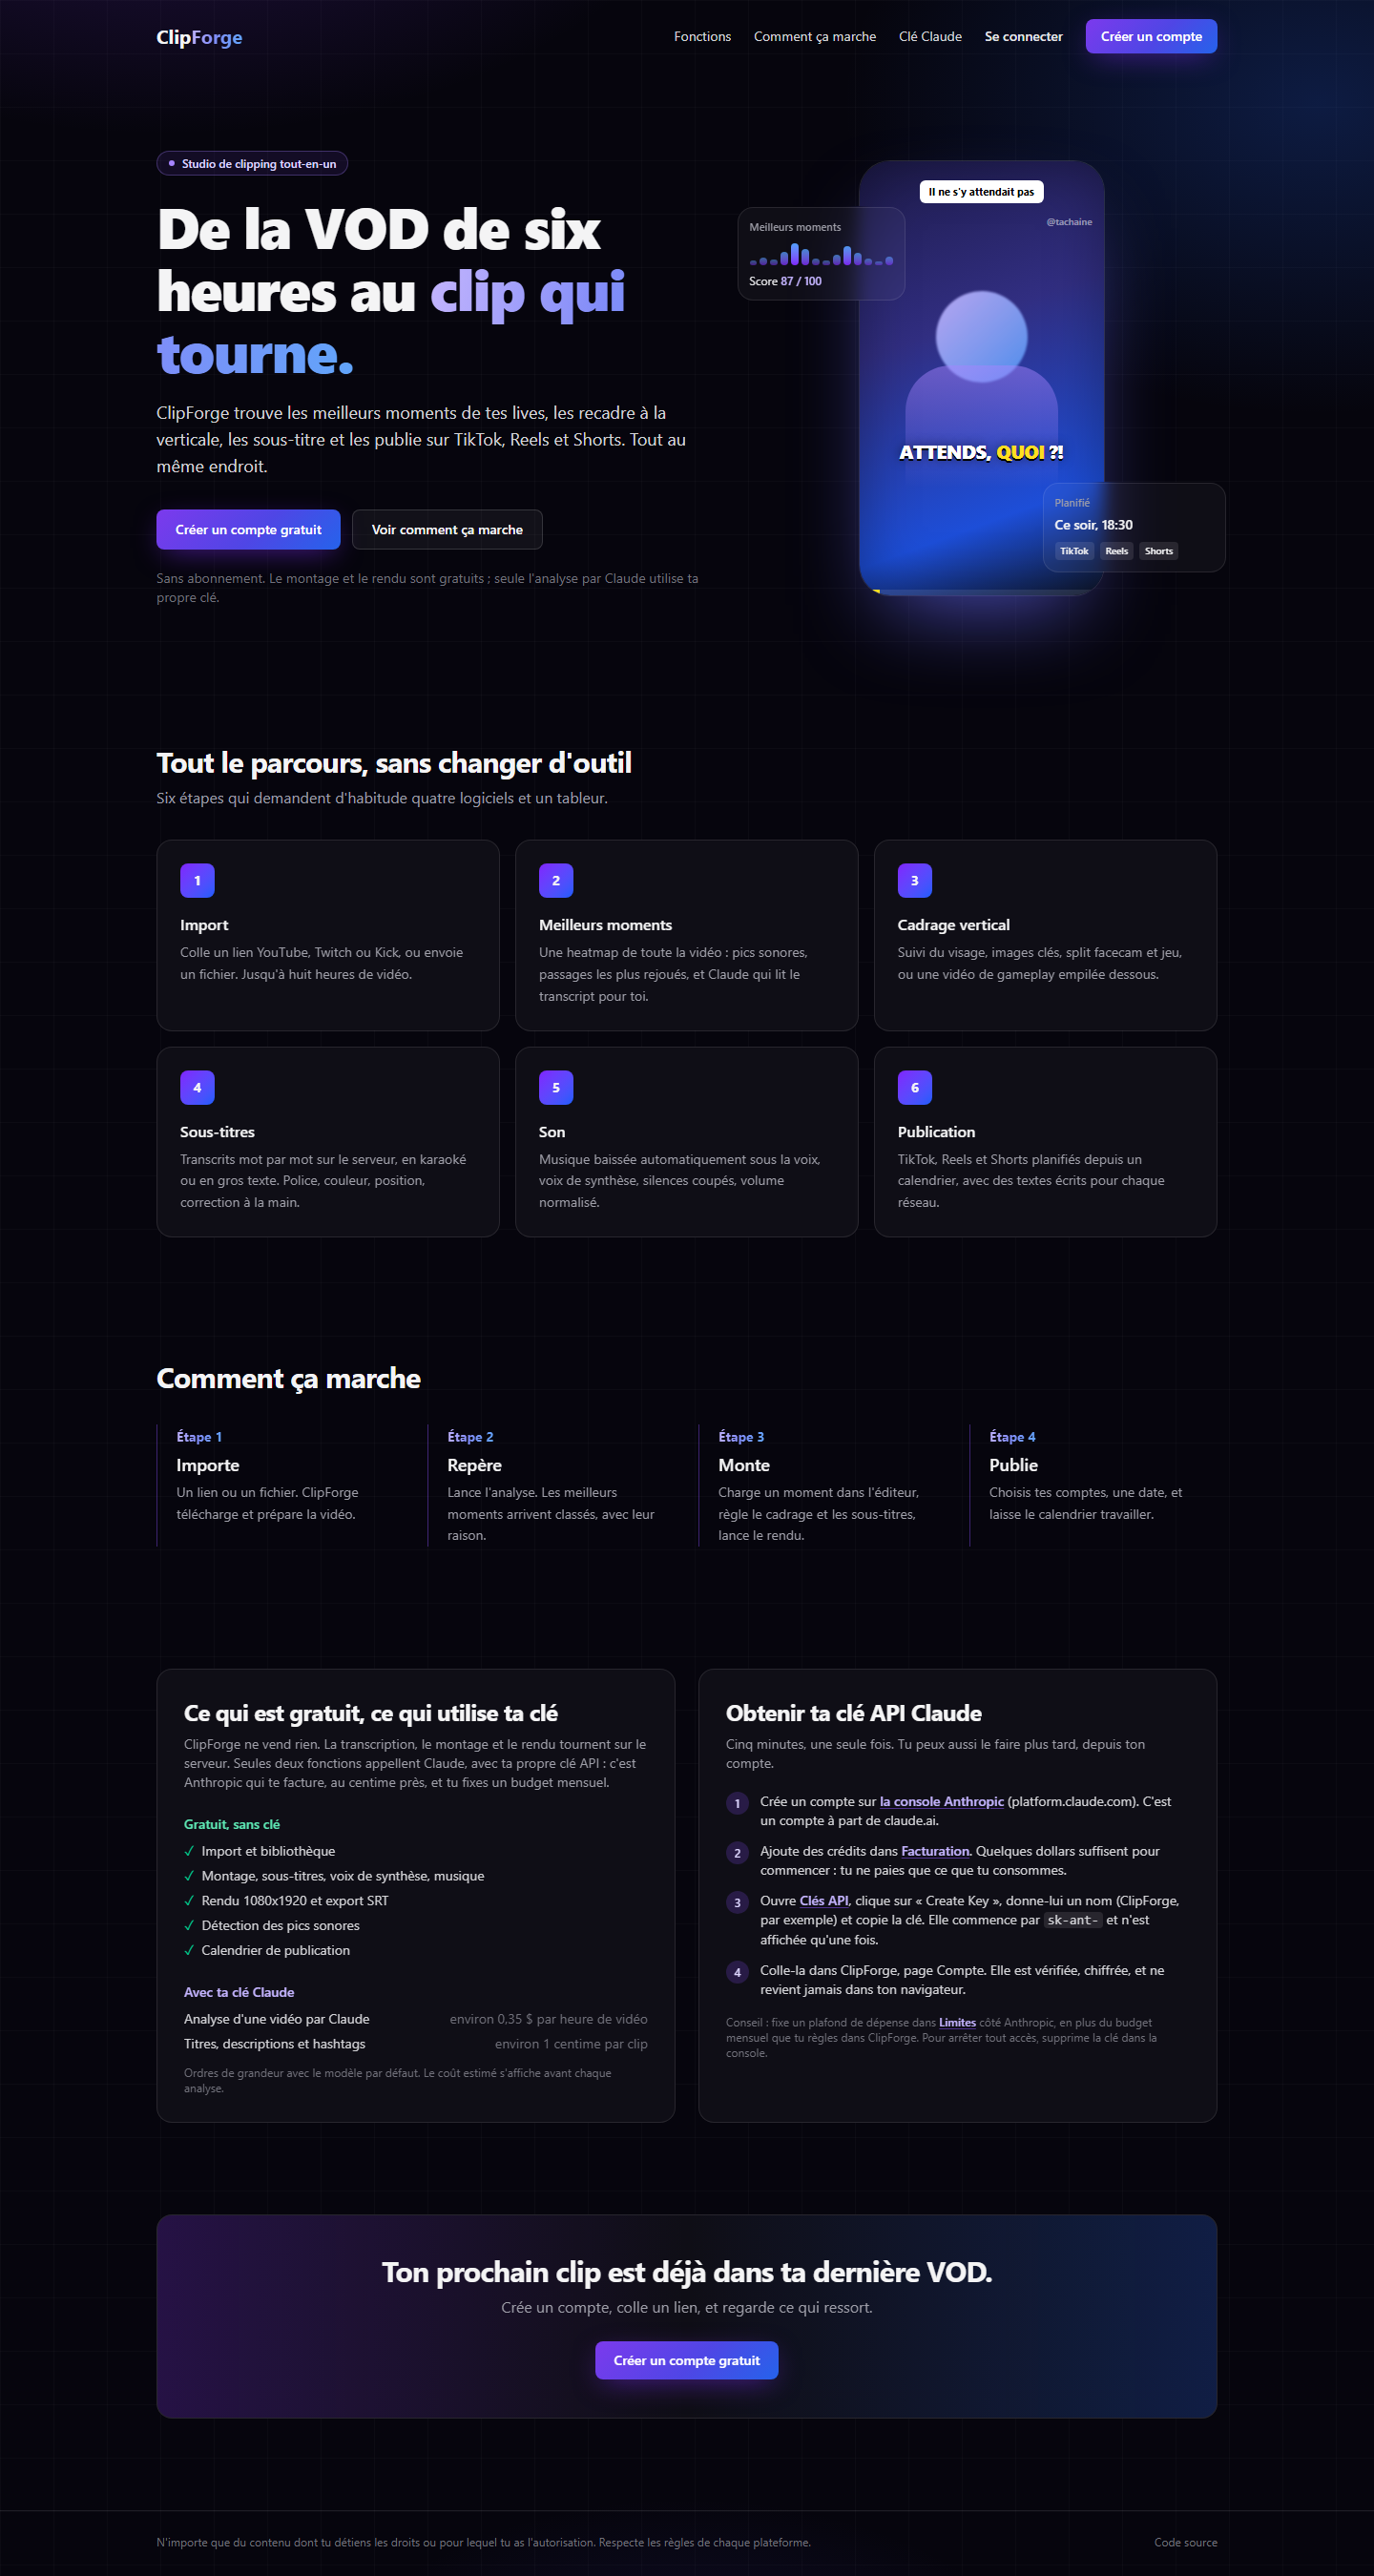 ClipForge
Fonctions
Comment ça marche
Clé Claude
Se connecter
Créer un compte
Studio de clipping tout-en-un
De la VOD de six
heures au clip qui
tourne.
ClipForge trouve les meilleurs moments de tes lives, les recadre à la
verticale, les sous-titre et les publie sur TikTok, Reels et Shorts. Tout au
même endroit.
Créer un compte gratuit
Voir comment ça marche
Sans abonnement. Le montage et le rendu sont gratuits ; seule l'analyse par Claude utilise ta
propre clé.
Il ne s'y attendait pas
@tachaine
Meilleurs moments
Score 87 / 100
ATTENDS, QUOI ?!
Planifié
Ce soir, 18:30
TikTok
Reels
Shorts
Tout le parcours, sans changer d'outil
Six étapes qui demandent d'habitude quatre logiciels et un tableur.
1
Import
Colle un lien YouTube, Twitch ou Kick, ou envoie
un fichier. Jusqu'à huit heures de vidéo.
2
Meilleurs moments
Une heatmap de toute la vidéo : pics sonores,
passages les plus rejoués, et Claude qui lit le
transcript pour toi.
3
Cadrage vertical
Suivi du visage, images clés, split facecam et jeu,
ou une vidéo de gameplay empilée dessous.
4
Sous-titres
Transcrits mot par mot sur le serveur, en karaoké
ou en gros texte. Police, couleur, position,
correction à la main.
5
Son
Musique baissée automatiquement sous la voix,
voix de synthèse, silences coupés, volume
normalisé.
6
Publication
TikTok, Reels et Shorts planifiés depuis un
calendrier, avec des textes écrits pour chaque
réseau.
Comment ça marche
Étape 1
Importe
Un lien ou un fichier. ClipForge
télécharge et prépare la vidéo.
Étape 2
Repère
Lance l'analyse. Les meilleurs
moments arrivent classés, avec leur
raison.
Étape 3
Monte
Charge un moment dans l'éditeur,
règle le cadrage et les sous-titres,
lance le rendu.
Étape 4
Publie
Choisis tes comptes, une date, et
laisse le calendrier travailler.
Ce qui est gratuit, ce qui utilise ta clé
ClipForge ne vend rien. La transcription, le montage et le rendu tournent sur le
serveur. Seules deux fonctions appellent Claude, avec ta propre clé API : c'est
Anthropic qui te facture, au centime près, et tu fixes un budget mensuel.
Gratuit, sans clé
✓ Import et bibliothèque
✓ Montage, sous-titres, voix de synthèse, musique
✓ Rendu 1080x1920 et export SRT
✓ Détection des pics sonores
✓ Calendrier de publication
Avec ta clé Claude
Analyse d'une vidéo par Claude environ 0,35 $ par heure de vidéo
Titres, descriptions et hashtags environ 1 centime par clip
Ordres de grandeur avec le modèle par défaut. Le coût estimé s'affiche avant chaque
analyse.
Obtenir ta clé API Claude
Cinq minutes, une seule fois. Tu peux aussi le faire plus tard, depuis ton
compte.
1 Crée un compte sur la console Anthropic (platform.claude.com). C'est
un compte à part de claude.ai.
2 Ajoute des crédits dans Facturation. Quelques dollars suffisent pour
commencer : tu ne paies que ce que tu consommes.
3 Ouvre Clés API, clique sur « Create Key », donne-lui un nom (ClipForge,
par exemple) et copie la clé. Elle commence par sk-ant- et n'est
affichée qu'une fois.
4 Colle-la dans ClipForge, page Compte. Elle est vérifiée, chiffrée, et ne
revient jamais dans ton navigateur.
Conseil : fixe un plafond de dépense dans Limites côté Anthropic, en plus du budget
mensuel que tu règles dans ClipForge. Pour arrêter tout accès, supprime la clé dans la
console.
Ton prochain clip est déjà dans ta dernière VOD.
Crée un compte, colle un lien, et regarde ce qui ressort.
Créer un compte gratuit
N'importe que du contenu dont tu détiens les droits ou pour lequel tu as l'autorisation. Respecte les règles de chaque plateforme.
Code source